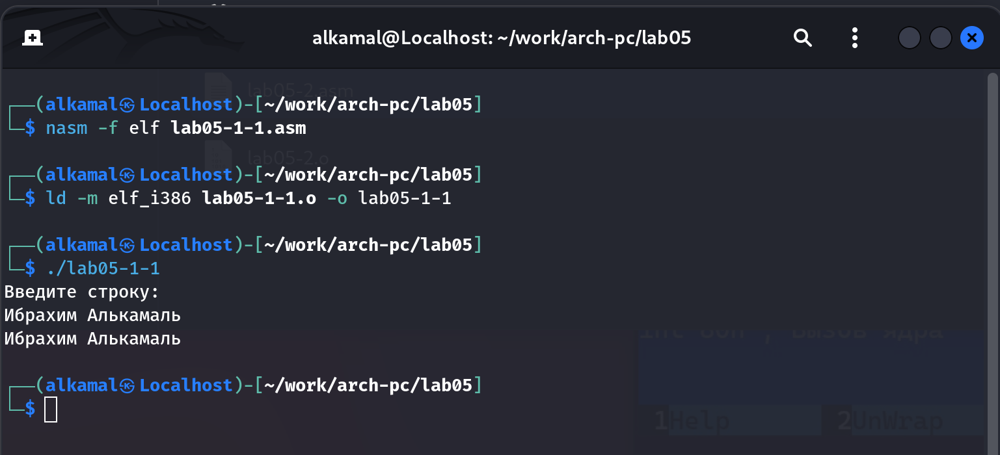 alkamal@Localhost: ~/work/arch-pc/lab05
lab05-2.asm
┌──(alkamal㉿Localhost)-[~/work/arch-pc/lab05]
└─$ nasm -f elf lab05-1-1.asm
lab05-2.o
┌──(alkamal㉿Localhost)-[~/work/arch-pc/lab05]
└─$ ld -m elf_i386 lab05-1-1.o -o lab05-1-1
┌──(alkamal㉿Localhost)-[~/work/arch-pc/lab05]
└─$ ./lab05-1-1
Введите строку:
Ибрахим Алькамаль
Ибрахим Алькамаль
int 80h ; Вызов ядра
┌──(alkamal㉿Localhost)-[~/work/arch-pc/lab05]
└─$
1Help 2UnWrap